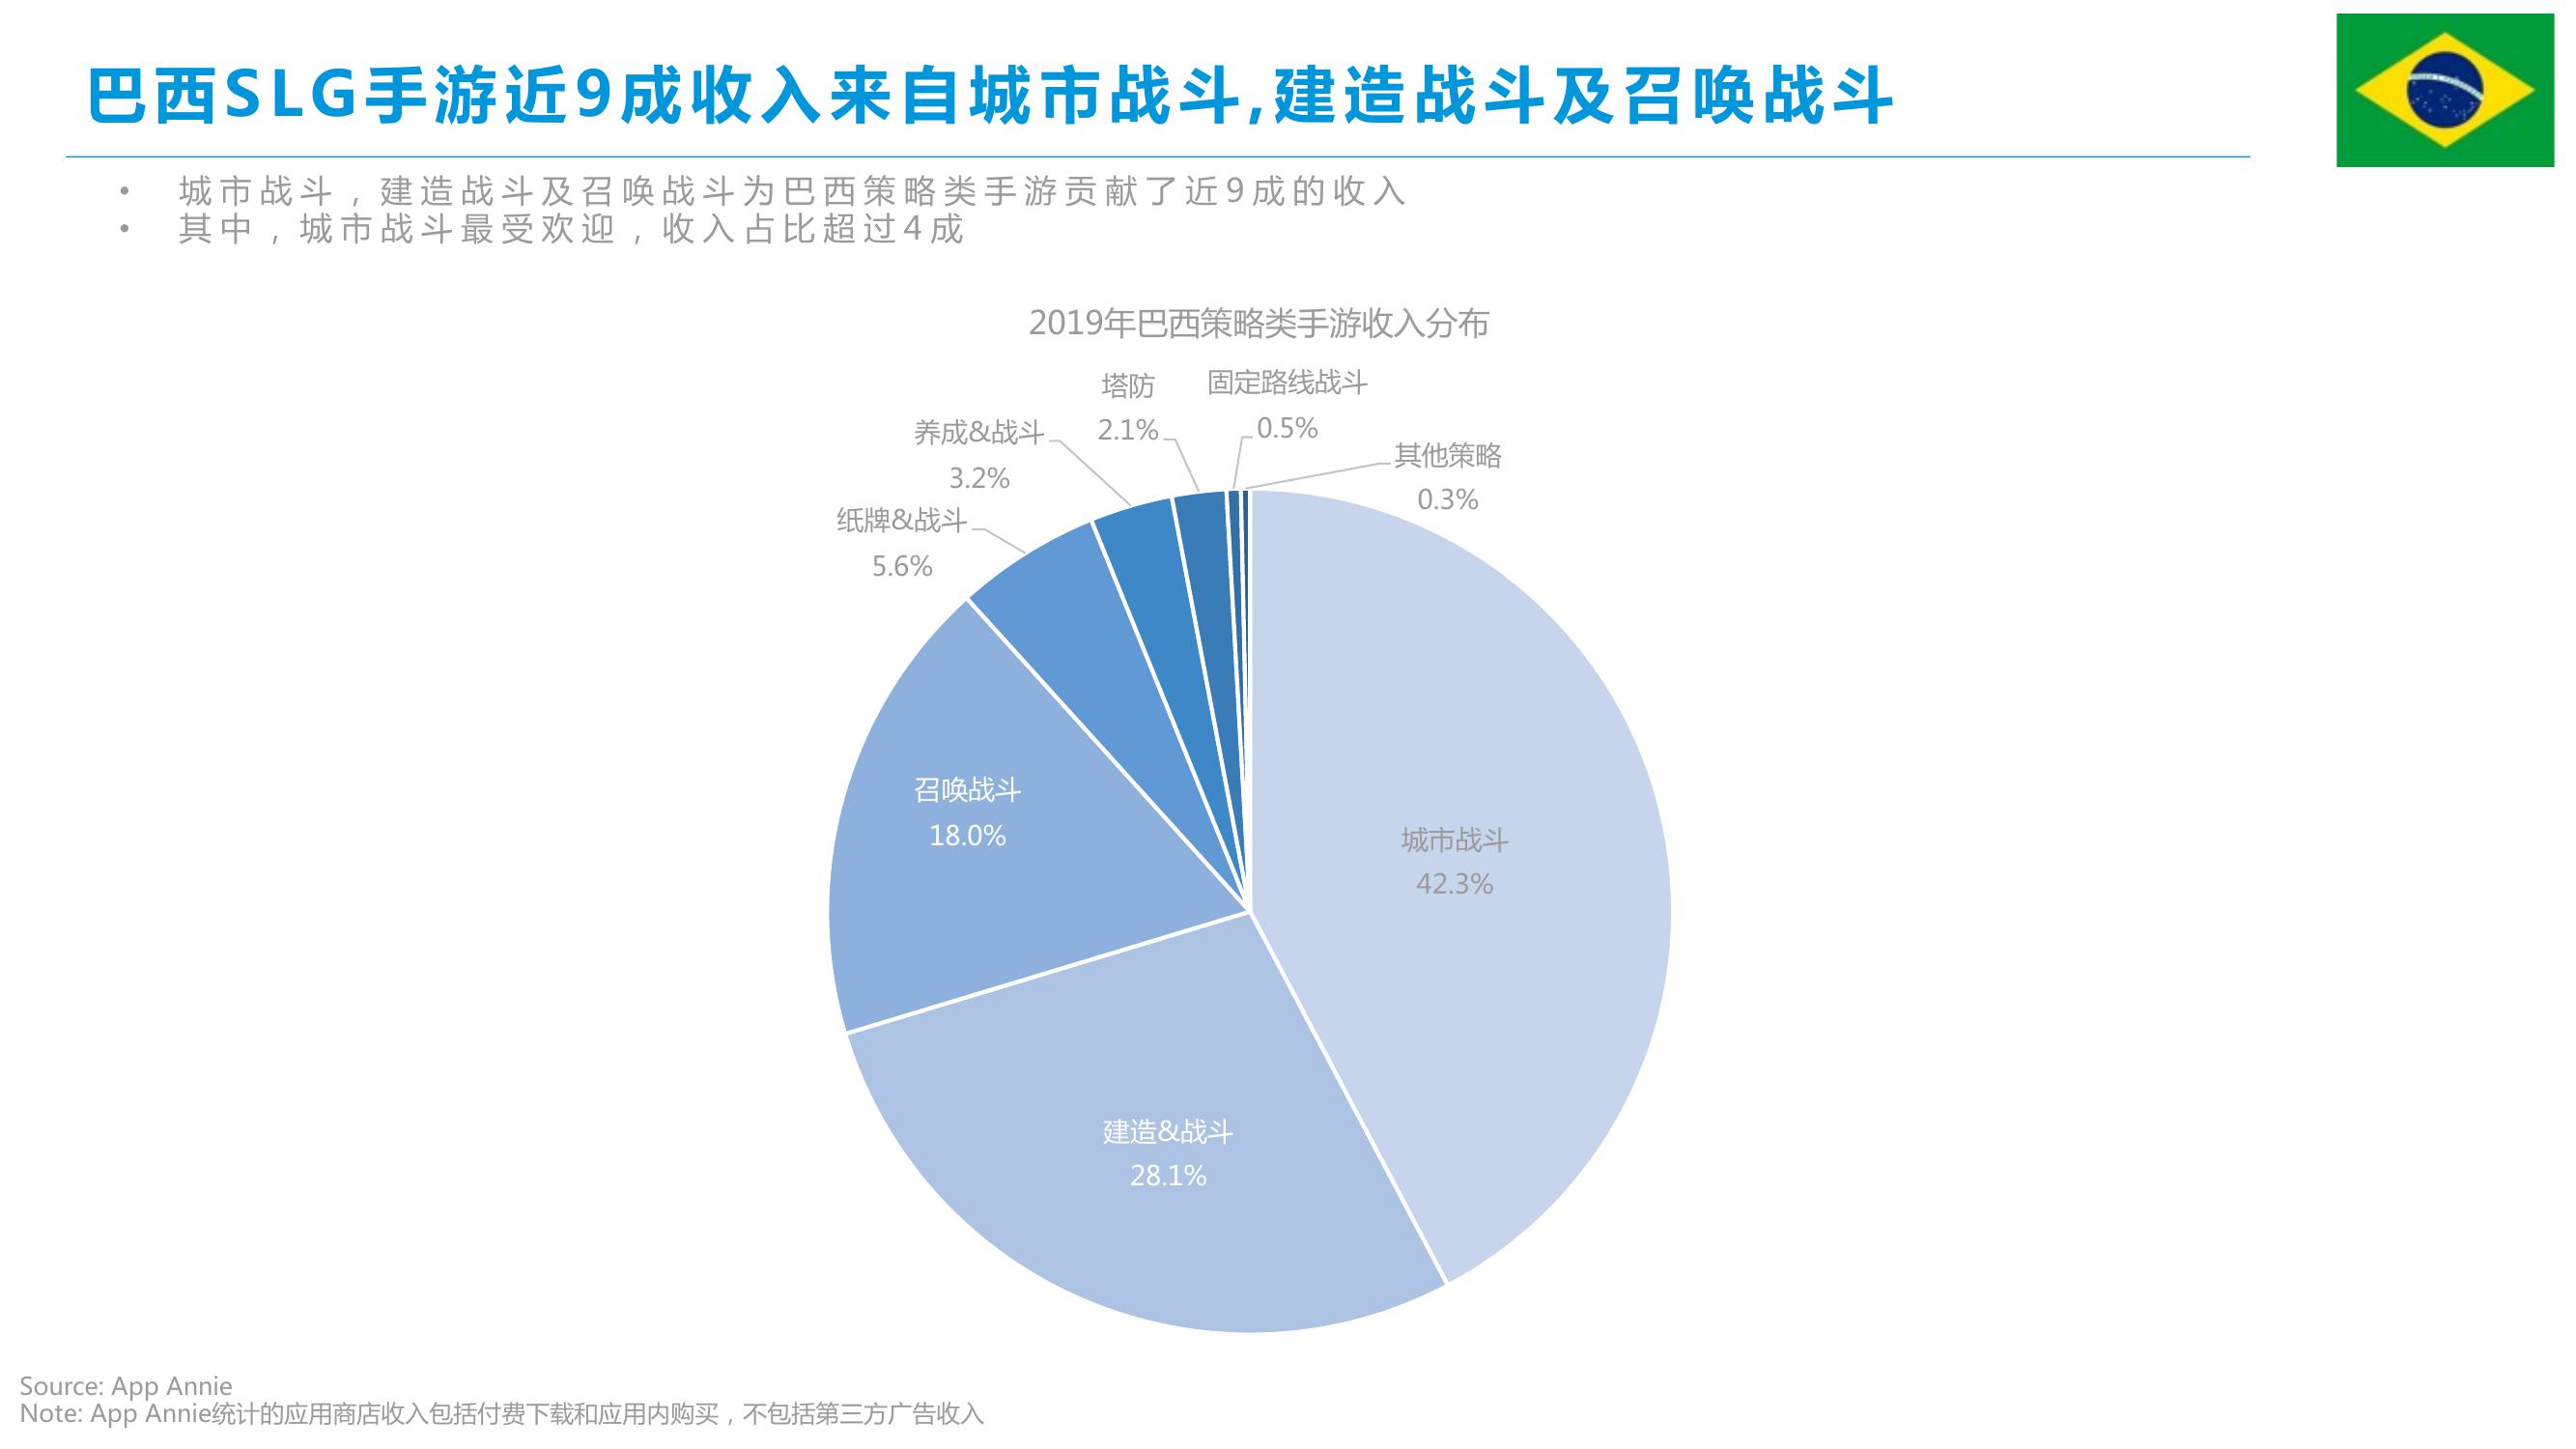 巴西SLG手游近9成收入来自城市战斗,建造战斗及召唤战斗
• 城市战斗，建造战斗及召唤战斗为巴西策略类手游贡献了近9成的收入
• 其中，城市战斗最受欢迎，收入占比超过4成
2019年巴西策略类手游收入分布
塔防
2.1%
固定路线战斗
0.5%
养成&战斗
3.2%
其他策略
0.3%
纸牌&战斗
5.6%
召唤战斗
18.0%
城市战斗
42.3%
建造&战斗
28.1%
Source: App Annie
Note: App Annie统计的应用商店收入包括付费下载和应用内购买，不包括第三方广告收入